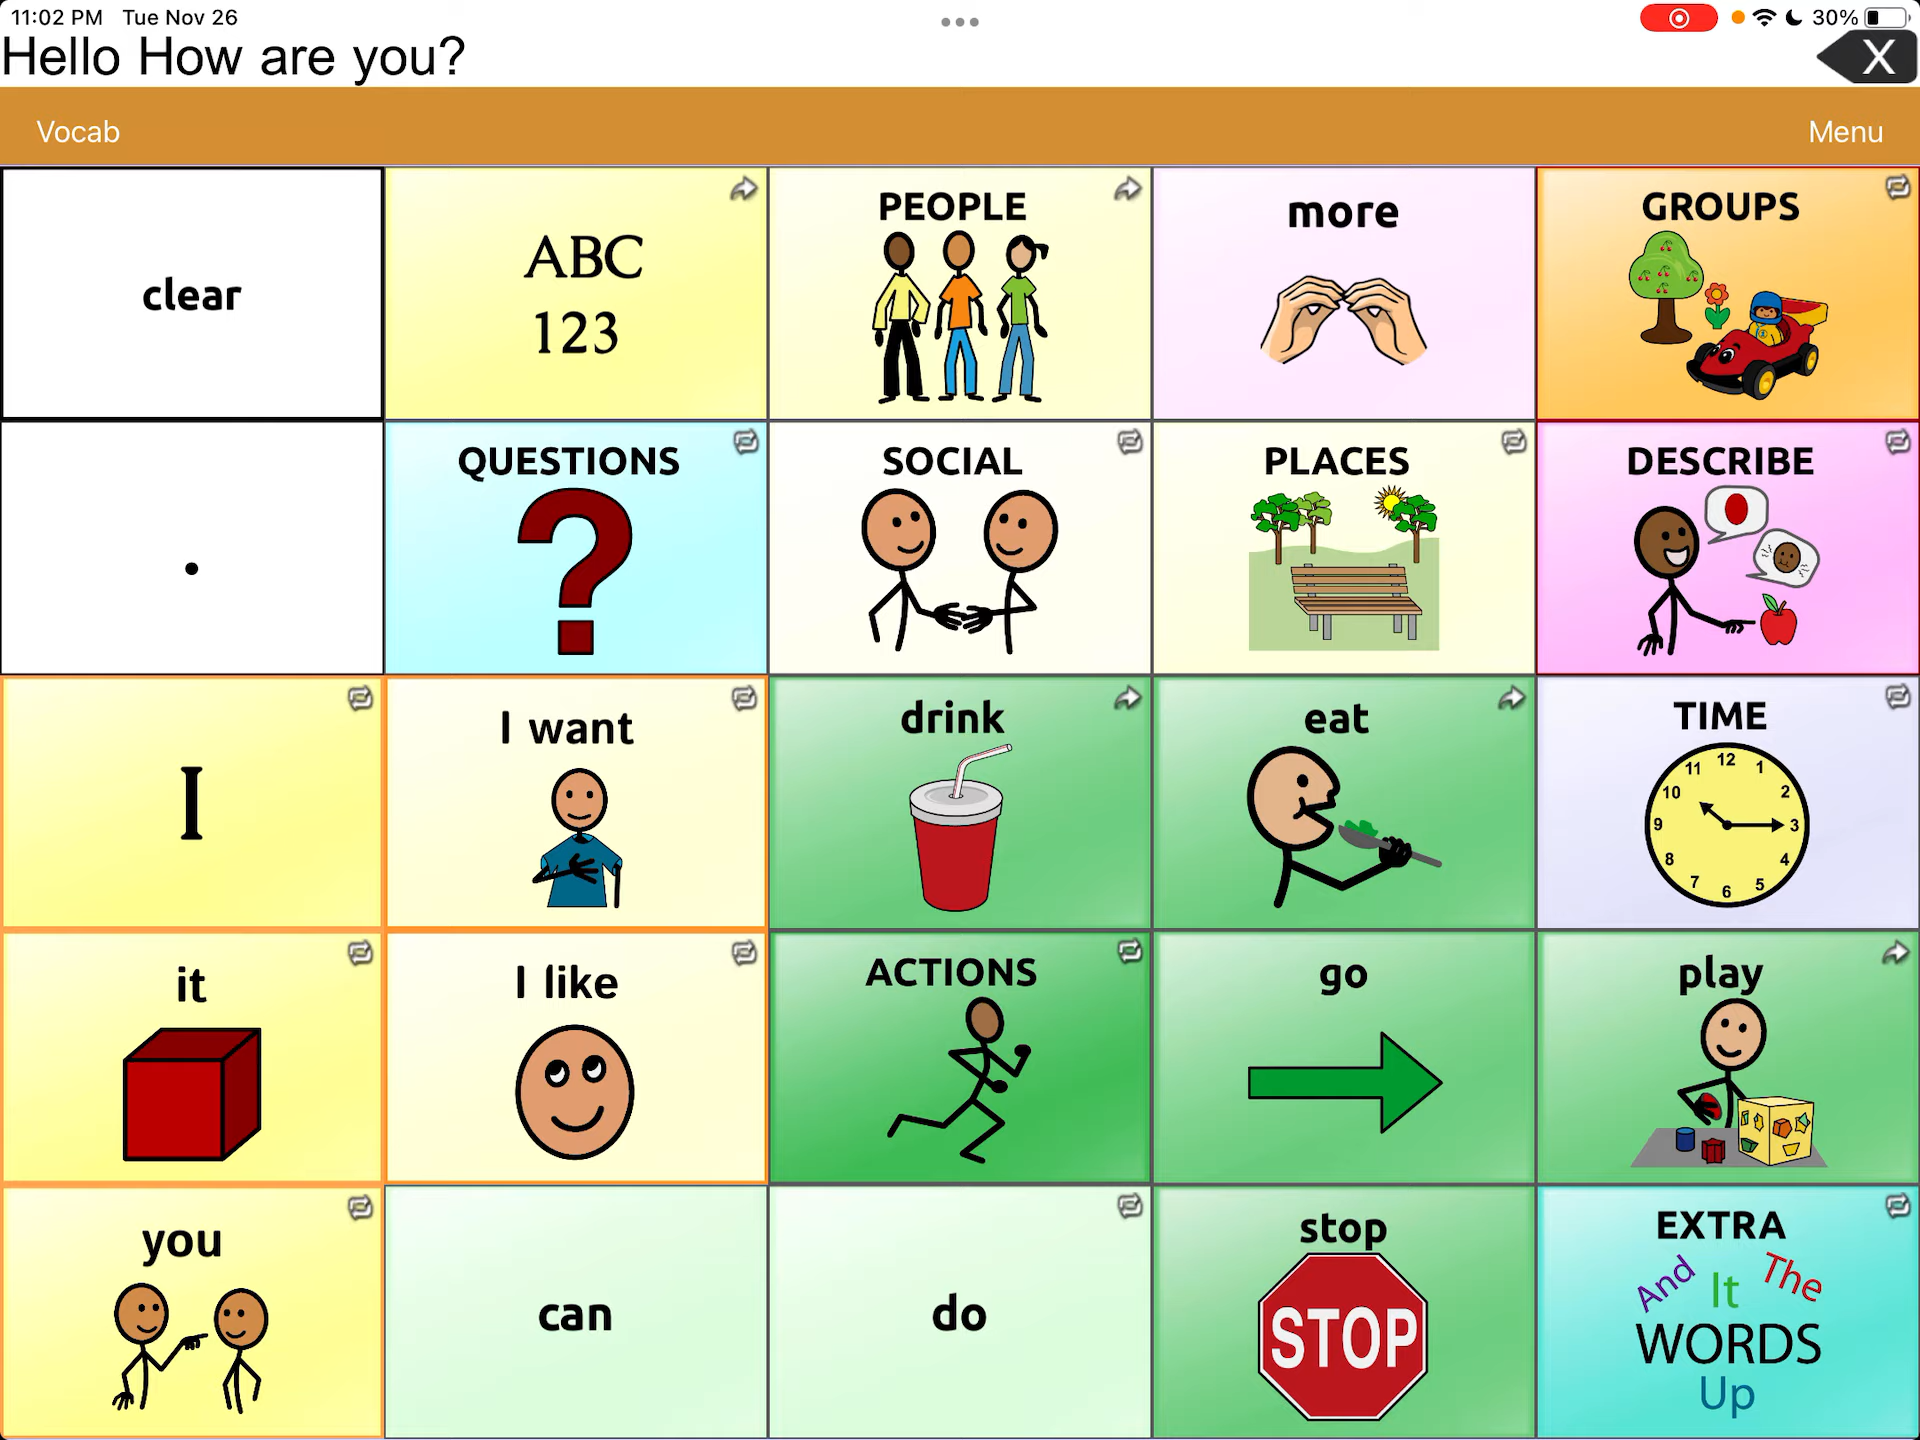 11:02 PM Tue Nov 26
30%
Hello How are you?
X
Vocab
Menu
clear
ABC
123
PEOPLE
more
GROUPS
.
QUESTIONS
?
SOCIAL
PLACES
DESCRIBE
I
I want
drink
eat
TIME
12
1
2
3
4
5
6
7
8
9
10
11
it
I like
ACTIONS
go
play
you
can
do
stop
STOP
EXTRA
And It The
WORDS
Up